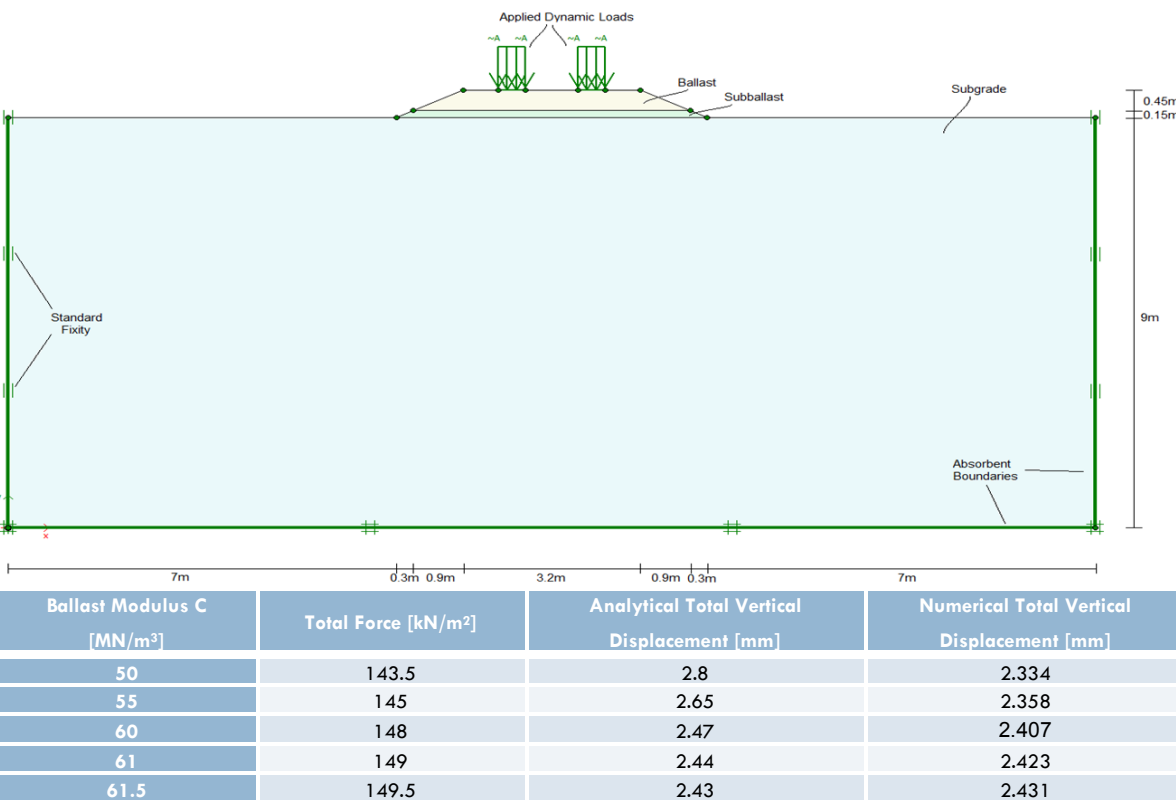 Applied Dynamic Loads
~A ~A ~A ~A
Ballast
Subballast
Subgrade
0.45m
0.15m
Standard
Fixity
9m
Absorbent
Boundaries
x
7m 0.3m 0.9m 3.2m 0.9m 0.3m 7m
Ballast Modulus C
[MN/m³]
Total Force [kN/m²]
Analytical Total Vertical
Displacement [mm]
Numerical Total Vertical
Displacement [mm]
50 143.5 2.8 2.334
55 145 2.65 2.358
60 148 2.47 2.407
61 149 2.44 2.423
61.5 149.5 2.43 2.431